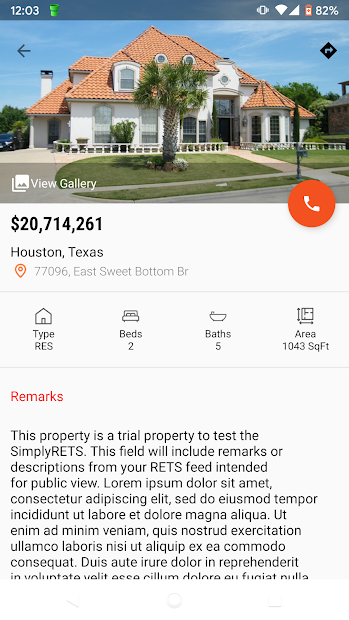 12:03
82%
View Gallery
$20,714,261
Houston, Texas
77096, East Sweet Bottom Br
Type
RES
Beds
2
Baths
5
Area
1043 SqFt
Remarks
This property is a trial property to test the
SimplyRETS. This field will include remarks or
descriptions from your RETS feed intended
for public view. Lorem ipsum dolor sit amet,
consectetur adipiscing elit, sed do eiusmod tempor
incididunt ut labore et dolore magna aliqua. Ut
enim ad minim veniam, quis nostrud exercitation
ullamco laboris nisi ut aliquip ex ea commodo
consequat. Duis aute irure dolor in reprehenderit
in voluptate velit esse cillum dolore eu fugiat nulla